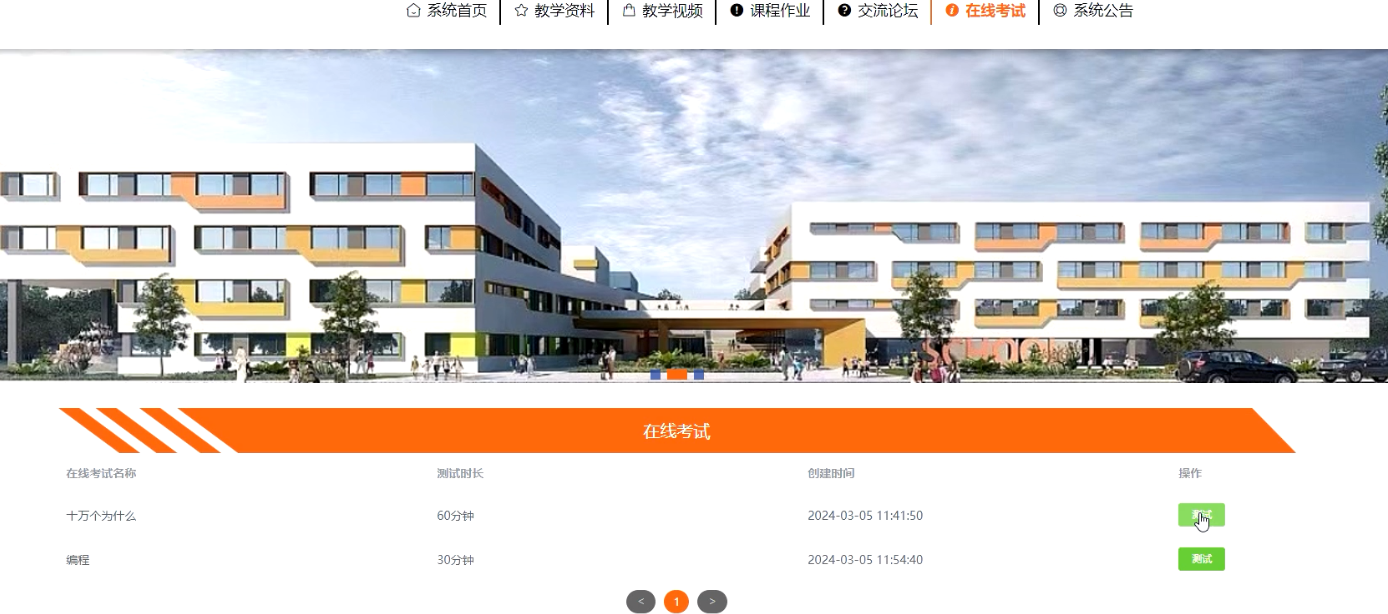 系统首页 教学资料 教学视频 课程作业 交流论坛 在线考试 系统公告
SCHOOL
在线考试
在线考试名称 测试时长 创建时间 操作
十万个为什么 60分钟 2024-03-05 11:41:50 测试
编程 30分钟 2024-03-05 11:54:40 测试
< 1 >